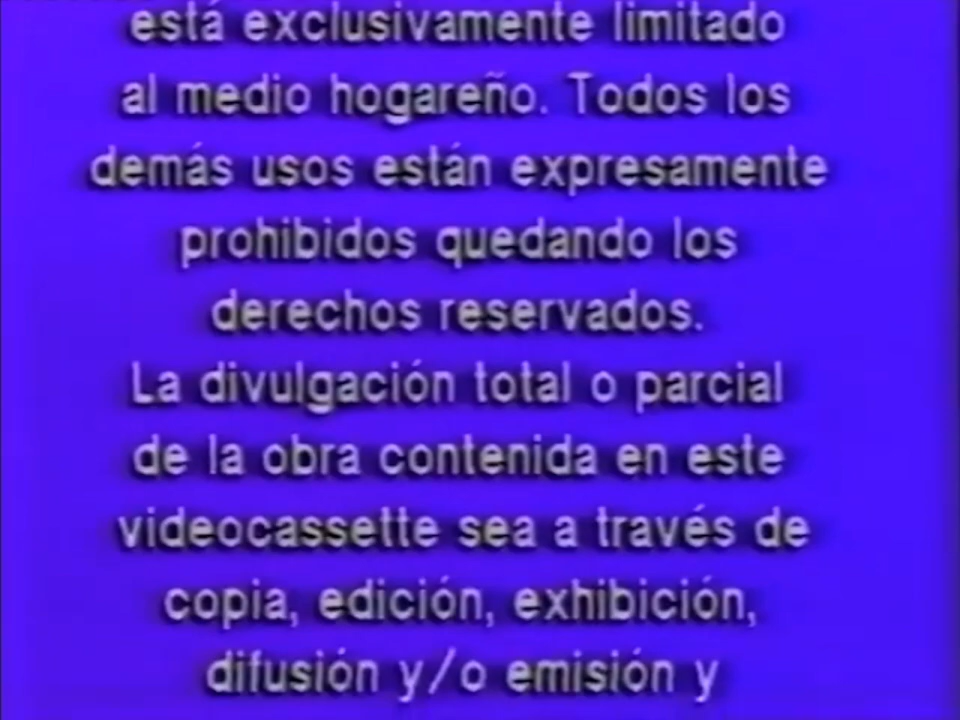 está exclusivamente limitado
al medio hogareño. Todos los
demás usos están expresamente
prohibidos quedando los
derechos reservados.
La divulgación total o parcial
de la obra contenida en este
videocassette sea a través de
copia, edición, exhibición,
difusión y/o emisión y